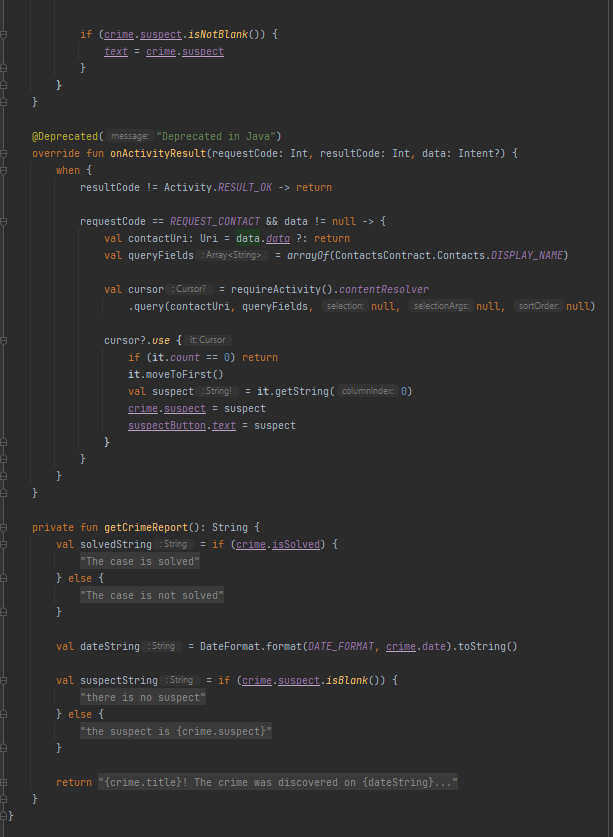 if (crime.suspect.isNotBlank()) {
text = crime.suspect
}
}
}
@Deprecated( message: "Deprecated in Java")
override fun onActivityResult(requestCode: Int, resultCode: Int, data: Intent?) {
when {
resultCode != Activity.RESULT_OK -> return
requestCode == REQUEST_CONTACT && data != null -> {
val contactUri: Uri = data.data ?: return
val queryFields : Array<String> = arrayOf(ContactsContract.Contacts.DISPLAY_NAME)
val cursor : Cursor? = requireActivity().contentResolver
.query(contactUri, queryFields, selection: null, selectionArgs: null, sortOrder: null)
cursor?.use { it: Cursor
if (it.count == 0) return
it.moveToFirst()
val suspect : String! = it.getString( columnIndex: 0)
crime.suspect = suspect
suspectButton.text = suspect
}
}
}
}
private fun getCrimeReport(): String {
val solvedString : String = if (crime.isSolved) {
"The case is solved"
} else {
"The case is not solved"
}
val dateString : String = DateFormat.format(DATE_FORMAT, crime.date).toString()
val suspectString : String = if (crime.suspect.isBlank()) {
"there is no suspect"
} else {
"the suspect is {crime.suspect}"
}
return "{crime.title}! The crime was discovered on {dateString}..."
}
}